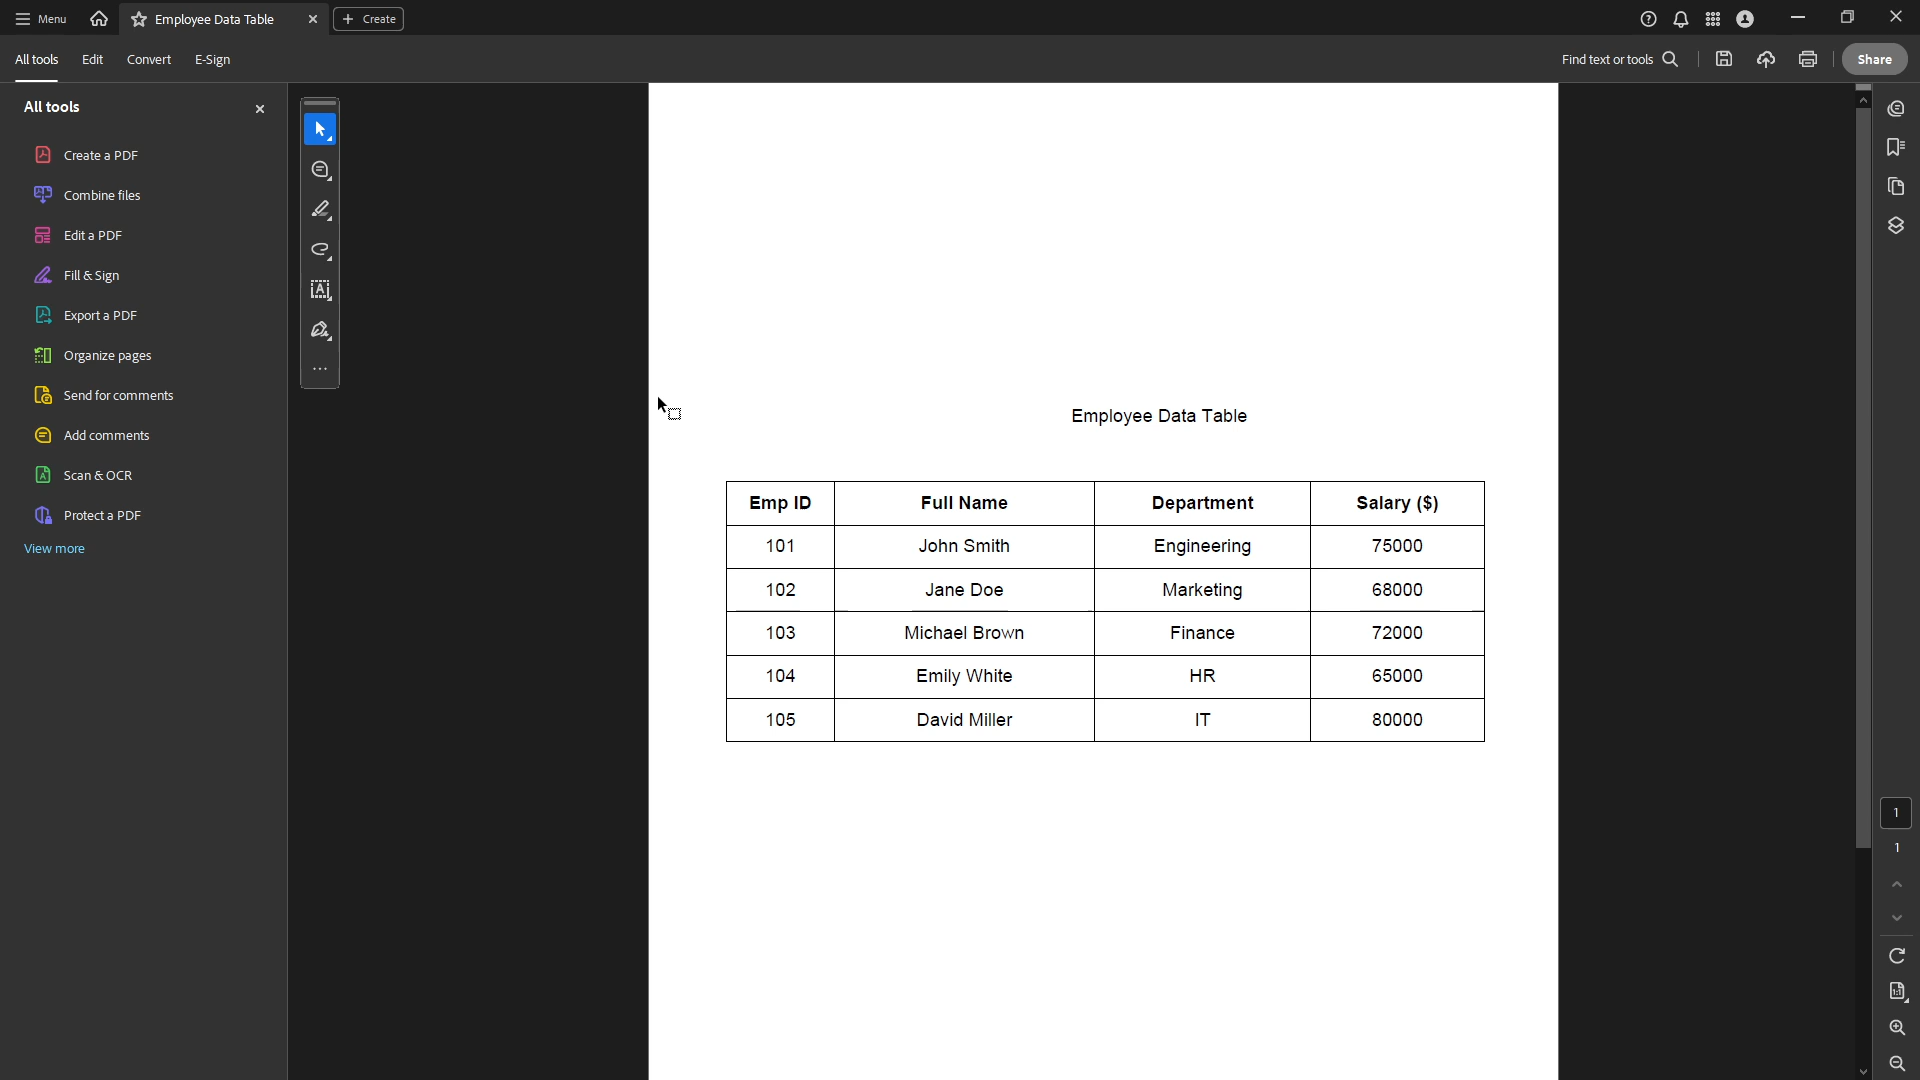 Menu Employee Data Table Create
All tools Edit Convert E-Sign Find text or tools Share
All tools
Create a PDF
Combine files
Edit a PDF
Fill & Sign
Export a PDF
Organize pages
Send for comments
Add comments
Scan & OCR
Protect a PDF
View more
Employee Data Table
Emp ID Full Name Department Salary ($)
101 John Smith Engineering 75000
102 Jane Doe Marketing 68000
103 Michael Brown Finance 72000
104 Emily White HR 65000
105 David Miller IT 80000
1
1